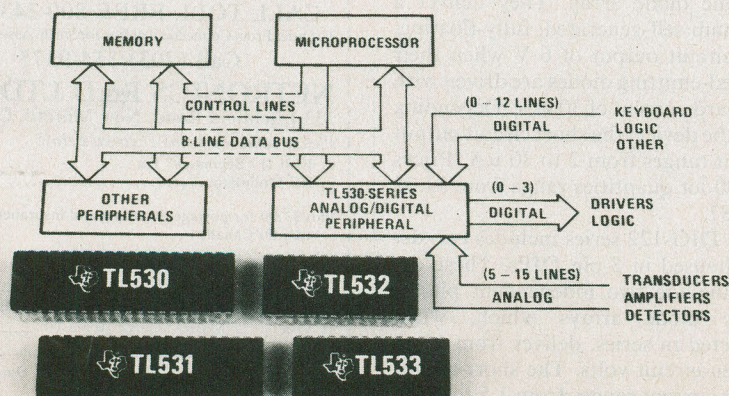 MEMORY
MICROPROCESSOR
CONTROL LINES
8-LINE DATA BUS
(0 – 12 LINES)
DIGITAL
KEYBOARD
LOGIC
OTHER
OTHER
PERIPHERALS
TL530-SERIES
ANALOG/DIGITAL
PERIPHERAL
(0 – 3)
DIGITAL
DRIVERS
LOGIC
(5 – 15 LINES)
ANALOG
TRANSDUCERS
AMPLIFIERS
DETECTORS
TL530
TL532
TL531
TL533